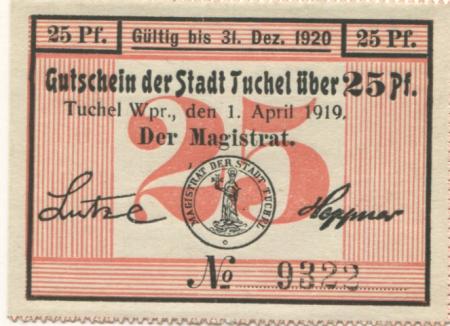 25 Pf. Gültig bis 31. Dez. 1920 25 Pf.
Gutschein der Stadt Tuchel über 25 Pf.
Tuchel Wpr., den 1. April 1919.
Der Magistrat.
25
MAGISTRAT DER STADT TUCHEL
Lutze Heppner
No 9322